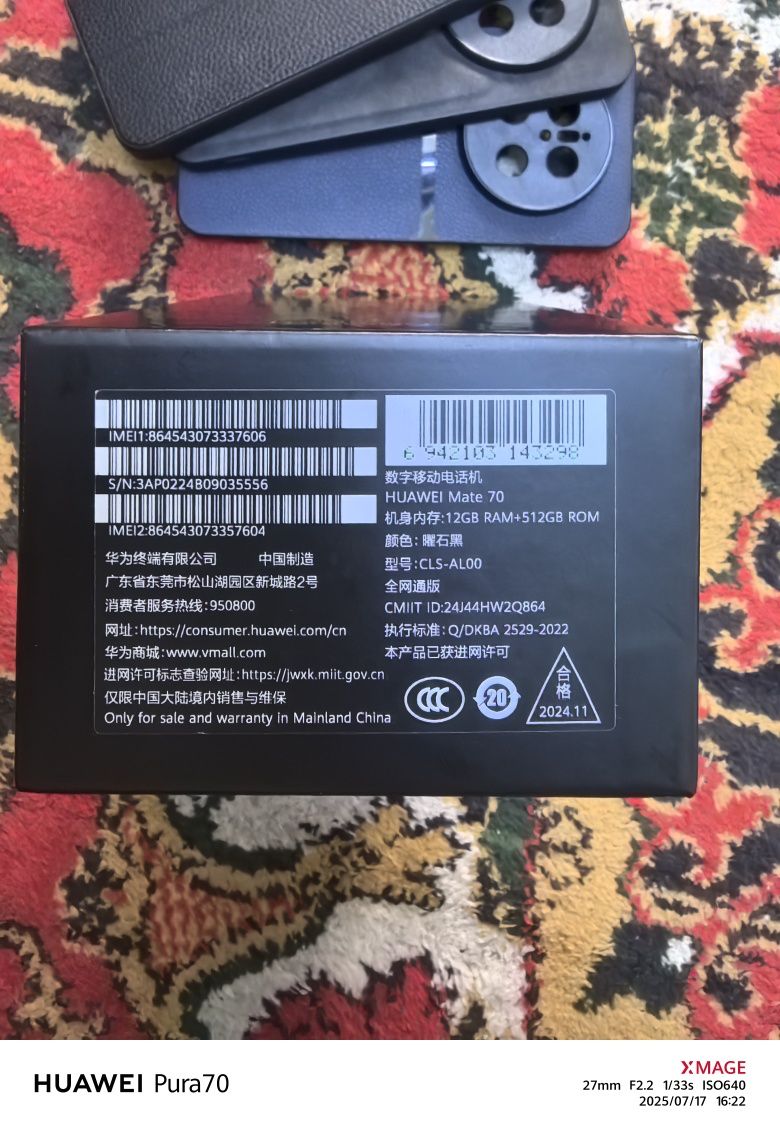 IMEI1:864543073337606
S/N:3AP0224B09035556
IMEI2:864543073357604
华为终端有限公司 中国制造
广东省东莞市松山湖园区新城路2号
消费者服务热线:950800
网址:https://consumer.huawei.com/cn
华为商城:www.vmall.com
进网许可标志查验网址:https://jwxk.miit.gov.cn
仅限中国大陆境内销售与维保
Only for sale and warranty in Mainland China
6 942103 143298
数字移动电话机
HUAWEI Mate 70
机身内存:12GB RAM+512GB ROM
颜色: 曜石黑
型号:CLS-AL00
全网通版
CMIIT ID:24J44HW2Q864
执行标准: Q/DKBA 2529-2022
本产品已获进网许可
CCC
20
合格
2024.11
HUAWEI Pura70
XMAGE
27mm F2.2 1/33s ISO640
2025/07/17 16:22